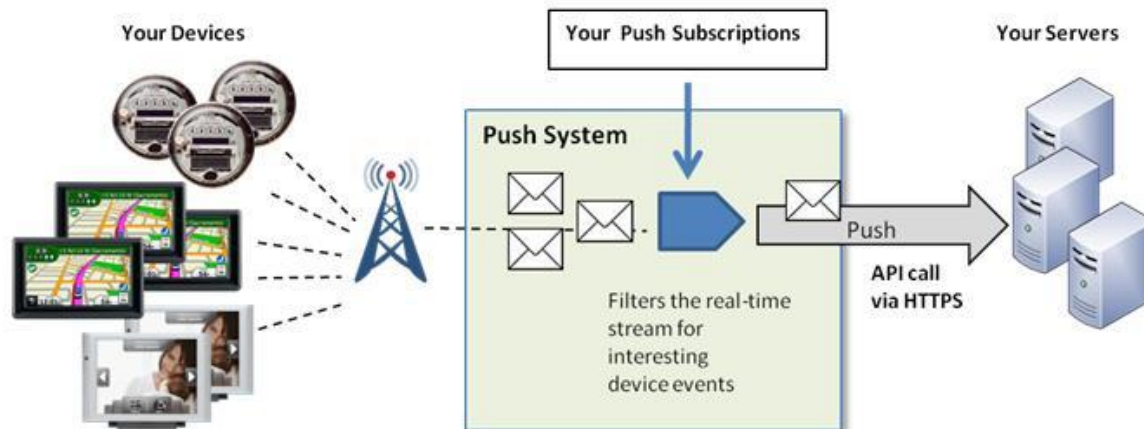 Your Devices
Your Push Subscriptions
Your Servers
Push System
Push
API call
via HTTPS
Filters the real-time
stream for
interesting
device events